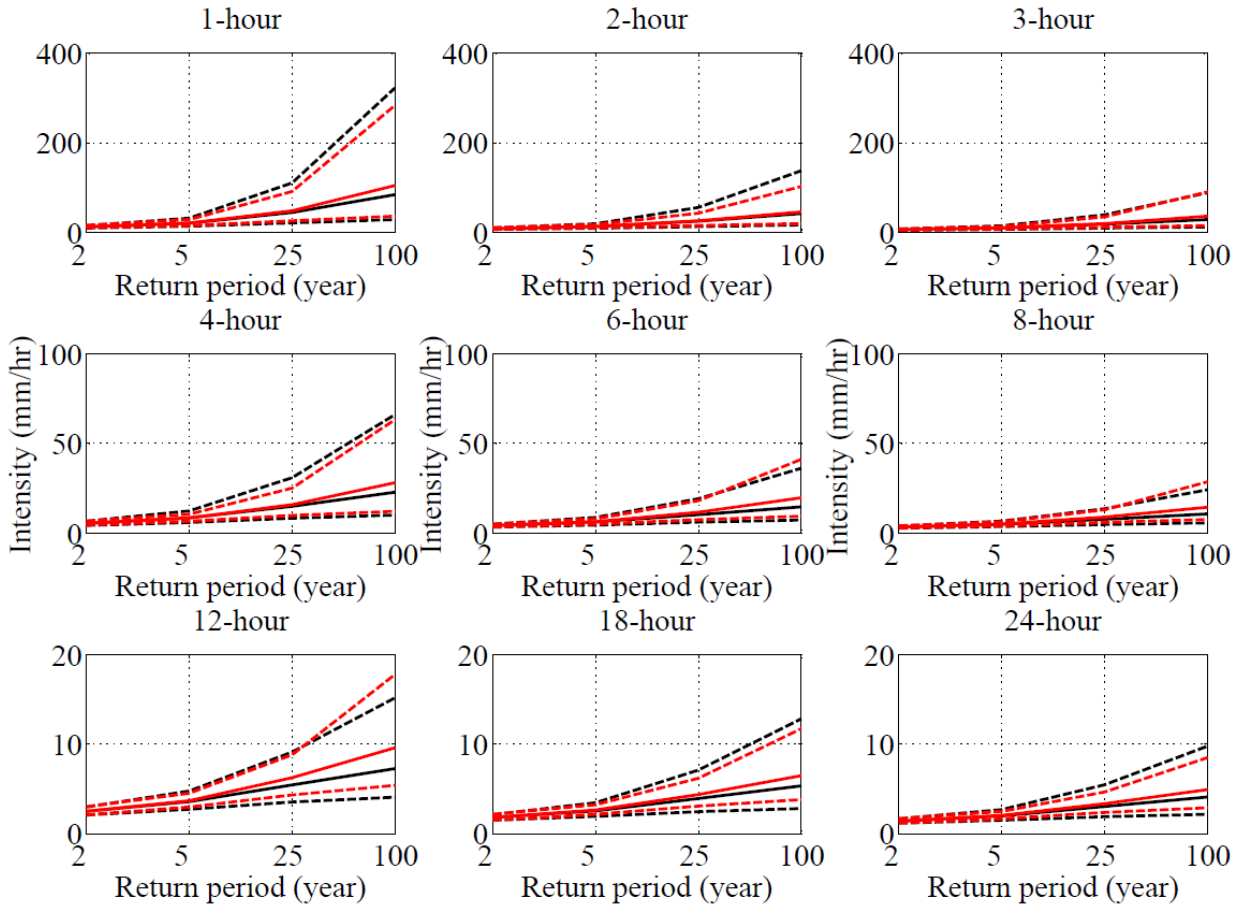 1-hour 2-hour 3-hour
400 400 400
200 200 200
0 0 0
2 5 25 100 2 5 25 100 2 5 25 100
Return period (year) Return period (year) Return period (year)
4-hour 6-hour 8-hour
Intensity (mm/hr) Intensity (mm/hr) Intensity (mm/hr)
100 100 100
50 50 50
0 0 0
2 5 25 100 2 5 25 100 2 5 25 100
Return period (year) Return period (year) Return period (year)
12-hour 18-hour 24-hour
20 20 20
10 10 10
0 0 0
2 5 25 100 2 5 25 100 2 5 25 100
Return period (year) Return period (year) Return period (year)